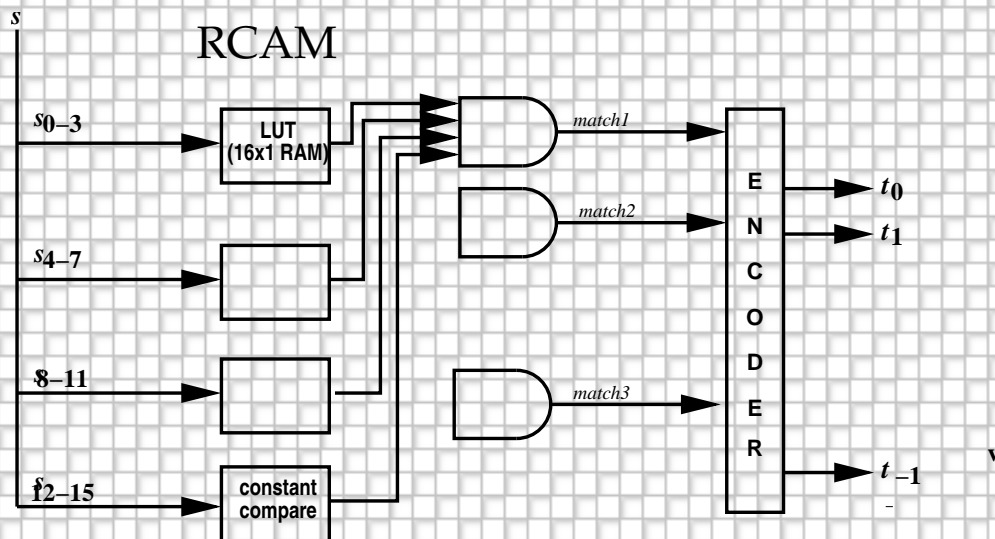 s
RCAM
s0–3
LUT
(16x1 RAM)
match1
E
t0
s4–7
match2
N
t1
C
O
D
s8–11
match3
E
R
t –1
s12–15
constant
compare